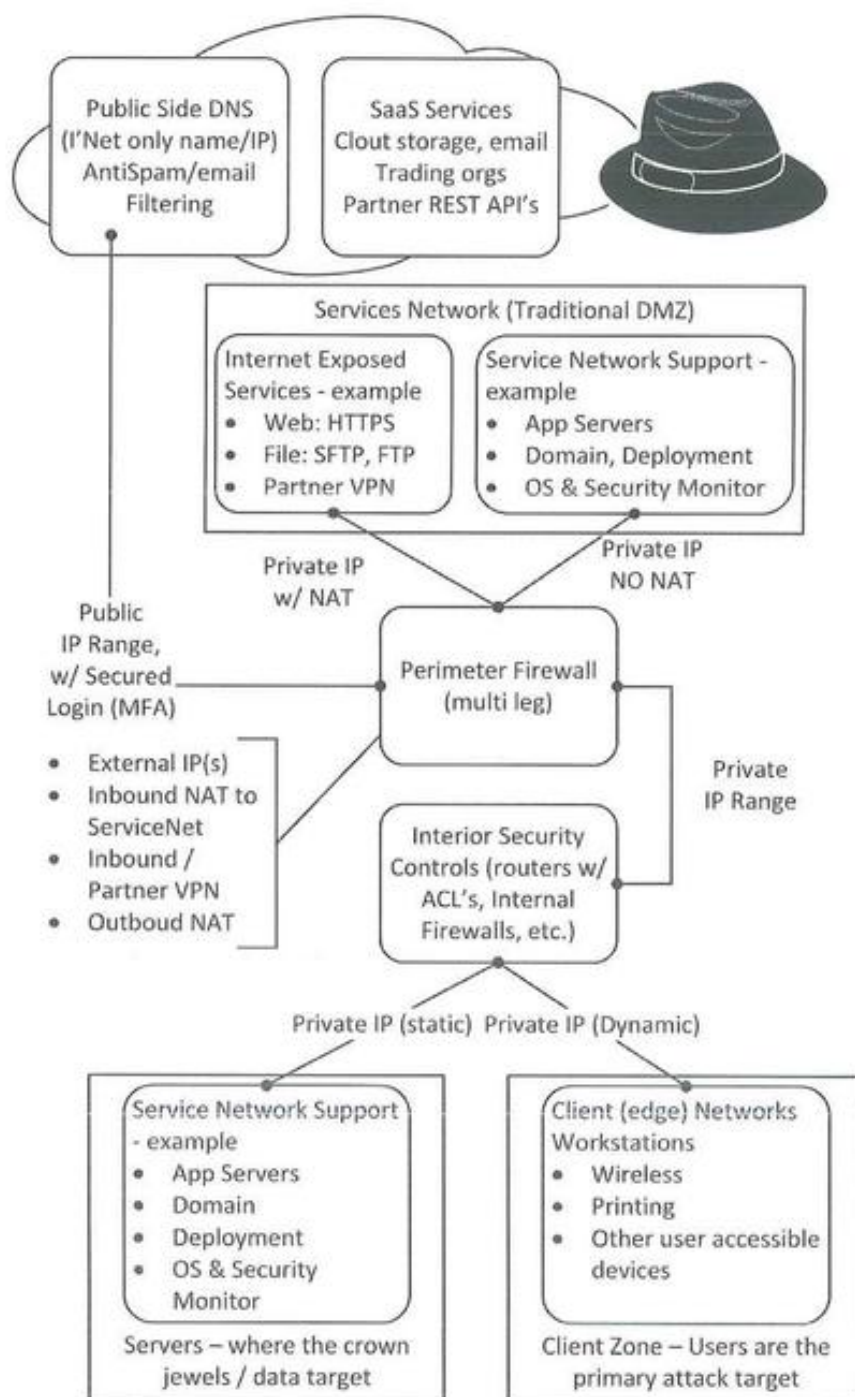 Public Side DNS
(I'Net only name/IP)
AntiSpam/email
Filtering
SaaS Services
Clout storage, email
Trading orgs
Partner REST API's
Services Network (Traditional DMZ)
Internet Exposed
Services - example
• Web: HTTPS
• File: SFTP, FTP
• Partner VPN
Service Network Support -
example
• App Servers
• Domain, Deployment
• OS & Security Monitor
Private IP
w/ NAT
Private IP
NO NAT
Public
IP Range,
w/ Secured
Login (MFA)
Perimeter Firewall
(multi leg)
• External IP(s)
• Inbound NAT to
ServiceNet
• Inbound /
Partner VPN
• Outboud NAT
Private
IP Range
Interior Security
Controls (routers w/
ACL's, Internal
Firewalls, etc.)
Private IP (static)
Private IP (Dynamic)
Service Network Support
- example
• App Servers
• Domain
• Deployment
• OS & Security
Monitor
Servers – where the crown
jewels / data target
Client (edge) Networks
Workstations
• Wireless
• Printing
• Other user accessible
devices
Client Zone – Users are the
primary attack target